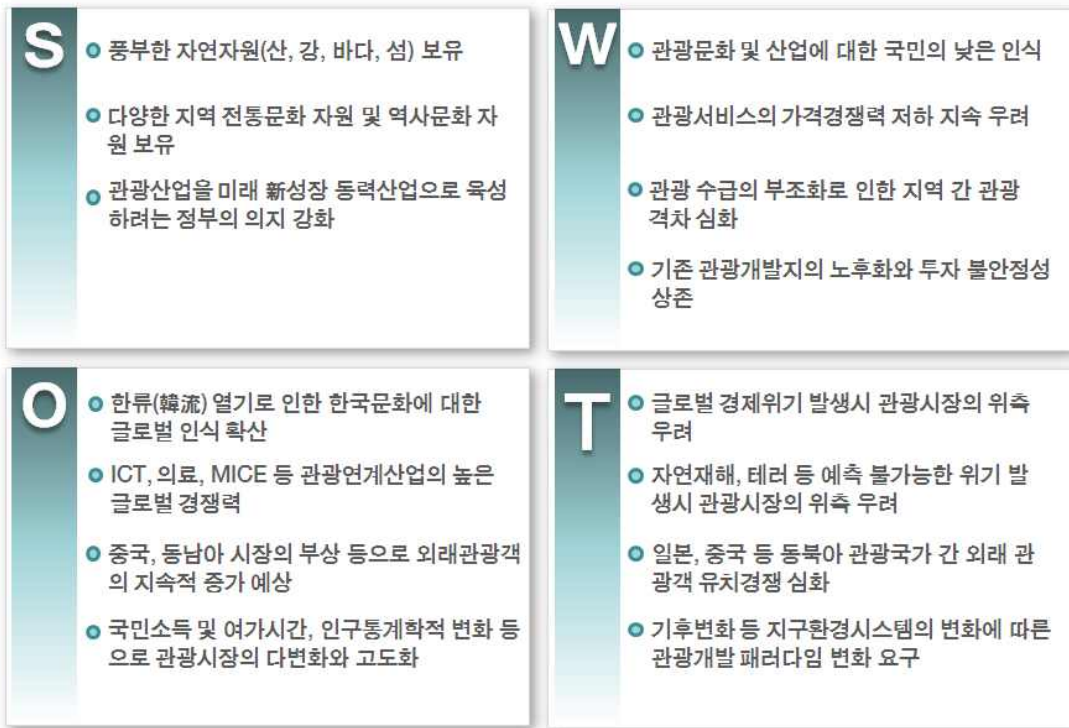 S
풍부한 자연자원(산, 강, 바다, 섬) 보유
다양한 지역 전통문화 자원 및 역사문화 자
원 보유
관광산업을 미래 新성장 동력산업으로 육성
하려는 정부의 의지 강화
W
관광문화 및 산업에 대한 국민의 낮은 인식
관광서비스의 가격경쟁력 저하 지속 우려
관광 수급의 부조화로 인한 지역 간 관광
격차 심화
기존 관광개발지의 노후화와 투자 불안정성
상존
O
한류(韓流) 열기로 인한 한국문화에 대한
글로벌 인식 확산
ICT, 의료, MICE 등 관광연계산업의 높은
글로벌 경쟁력
중국, 동남아 시장의 부상 등으로 외래관광객
의 지속적 증가 예상
국민소득 및 여가시간, 인구통계학적 변화 등
으로 관광시장의 다변화와 고도화
T
글로벌 경제위기 발생시 관광시장의 위축
우려
자연재해, 테러 등 예측 불가능한 위기 발
생시 관광시장의 위축 우려
일본, 중국 등 동북아 관광국가 간 외래 관
광객 유치경쟁 심화
기후변화 등 지구환경시스템의 변화에 따른
관광개발 패러다임 변화 요구